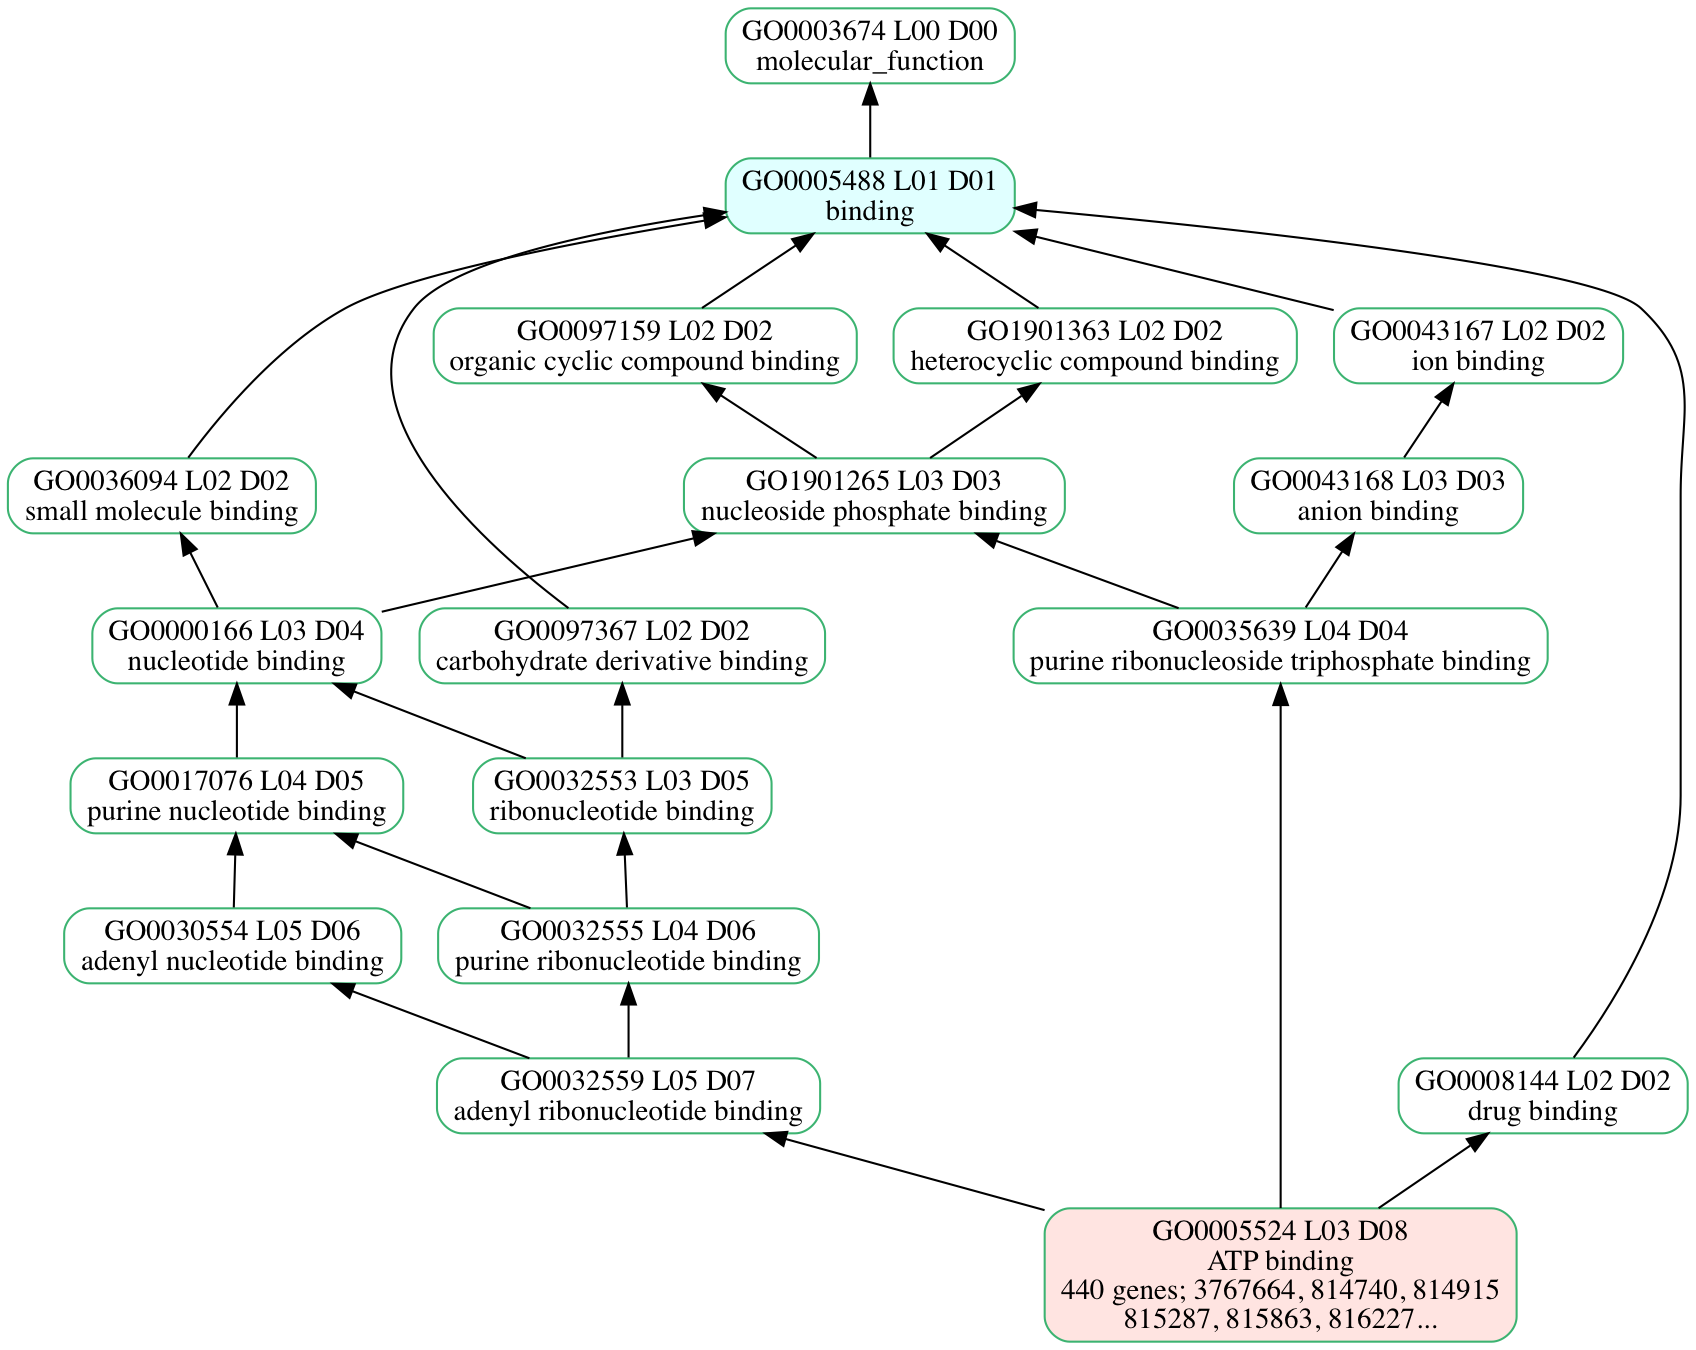 GO0003674 L00 D00
molecular_function
GO0005488 L01 D01
binding
GO0097159 L02 D02
organic cyclic compound binding
GO1901363 L02 D02
heterocyclic compound binding
GO0043167 L02 D02
ion binding
GO0036094 L02 D02
small molecule binding
GO1901265 L03 D03
nucleoside phosphate binding
GO0043168 L03 D03
anion binding
GO0000166 L03 D04
nucleotide binding
GO0097367 L02 D02
carbohydrate derivative binding
GO0035639 L04 D04
purine ribonucleoside triphosphate binding
GO0017076 L04 D05
purine nucleotide binding
GO0032553 L03 D05
ribonucleotide binding
GO0030554 L05 D06
adenyl nucleotide binding
GO0032555 L04 D06
purine ribonucleotide binding
GO0032559 L05 D07
adenyl ribonucleotide binding
GO0008144 L02 D02
drug binding
GO0005524 L03 D08
ATP binding
440 genes; 3767664, 814740, 814915
815287, 815863, 816227...